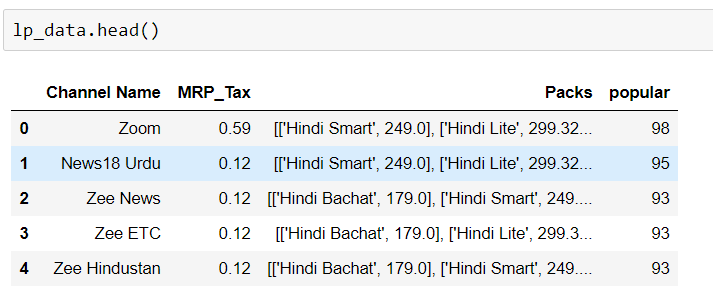 lp_data.head()
Channel Name MRP_Tax Packs popular
0 Zoom 0.59 [['Hindi Smart', 249.0], ['Hindi Lite', 299.32... 98
1 News18 Urdu 0.12 [['Hindi Smart', 249.0], ['Hindi Lite', 299.32... 95
2 Zee News 0.12 [['Hindi Bachat', 179.0], ['Hindi Smart', 249.... 93
3 Zee ETC 0.12 [['Hindi Bachat', 179.0], ['Hindi Lite', 299.3... 93
4 Zee Hindustan 0.12 [['Hindi Bachat', 179.0], ['Hindi Smart', 249.... 93